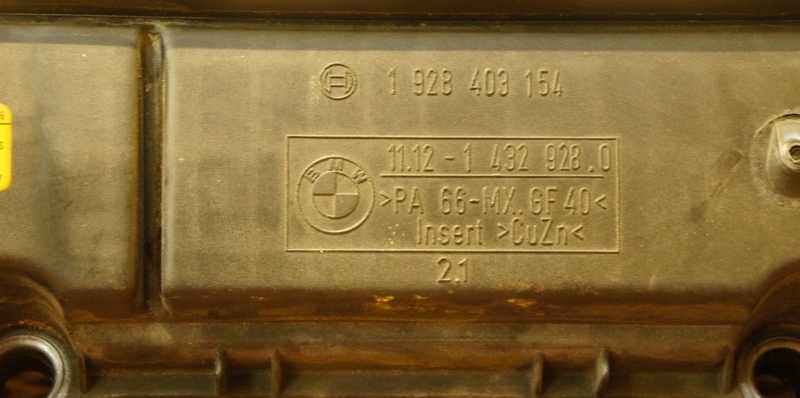 1 928 403 154
BMW
11.12 - 1 432 928.0
>PA 66-MX.GF40<
Insert >CuZn<
2.1